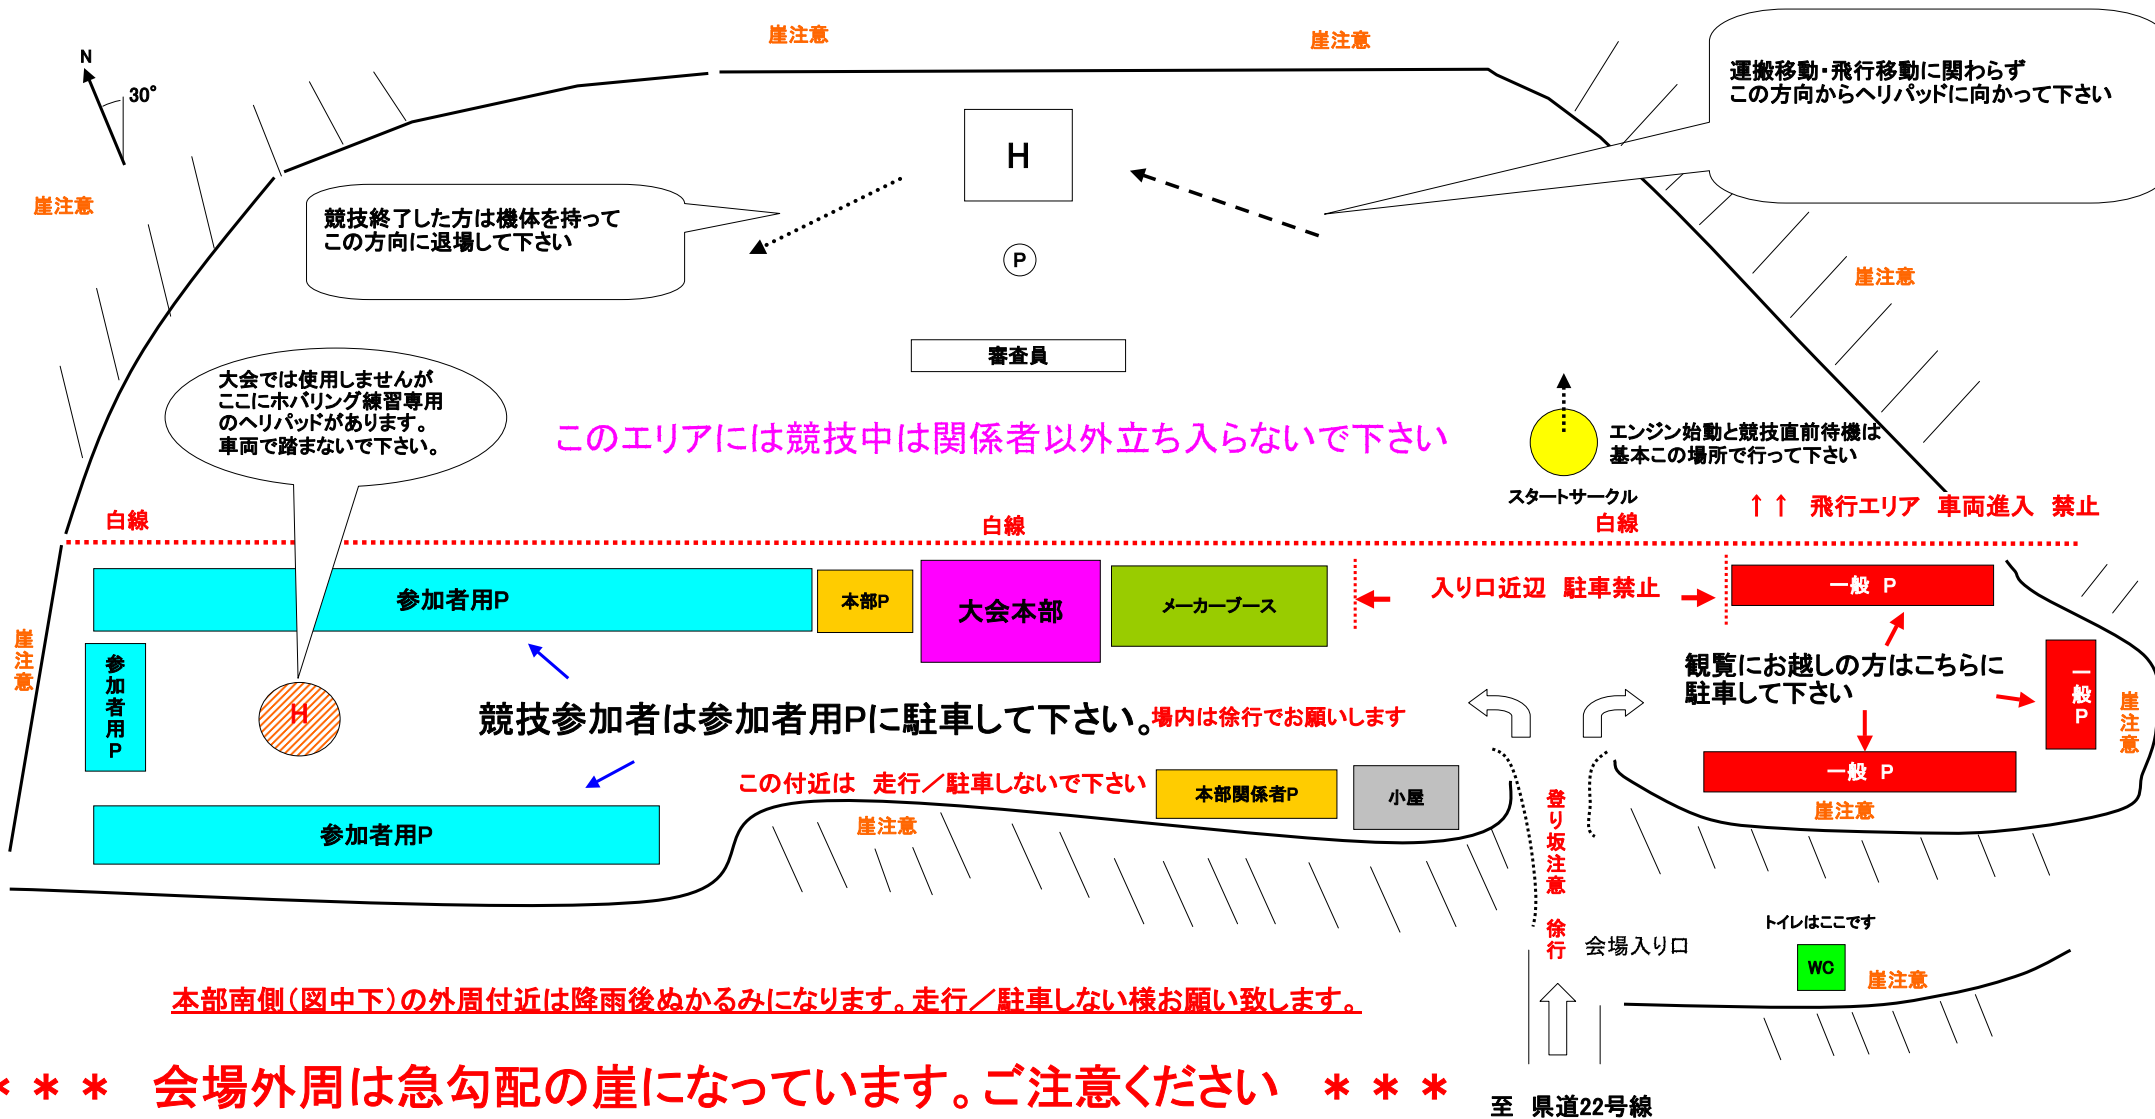 崖注意
崖注意
N
30°
運搬移動・飛行移動に関わらず
この方向からヘリパッドに向かって下さい
H
崖注意
競技終了した方は機体を持って
この方向に退場して下さい
P
崖注意
審査員
大会では使用しませんが
ここにホバリング練習専用
のヘリパッドがあります。
車両で踏まないで下さい。
このエリアには競技中は関係者以外立ち入らないで下さい
エンジン始動と競技直前待機は
基本この場所で行って下さい
スタートサークル
↑ ↑ 飛行エリア 車両進入 禁止
白線
白線
白線
参加者用P
本部P
大会本部
メーカーブース
入り口近辺 駐車禁止
一般 P
崖注意
参加者用P
H
競技参加者は参加者用Pに駐車して下さい。
場内は徐行でお願いします
観覧にお越しの方はこちらに
駐車して下さい
一般P
崖注意
この付近は 走行／駐車しないで下さい
本部関係者P
小屋
一般 P
崖注意
参加者用P
崖注意
登り坂注意 徐行
会場入り口
トイレはここです
WC
崖注意
本部南側（図中下）の外周付近は降雨後ぬかるみになります。走行／駐車しない様お願い致します。
＊ ＊ ＊ 会場外周は急勾配の崖になっています。ご注意ください ＊ ＊ ＊
至 県道22号線